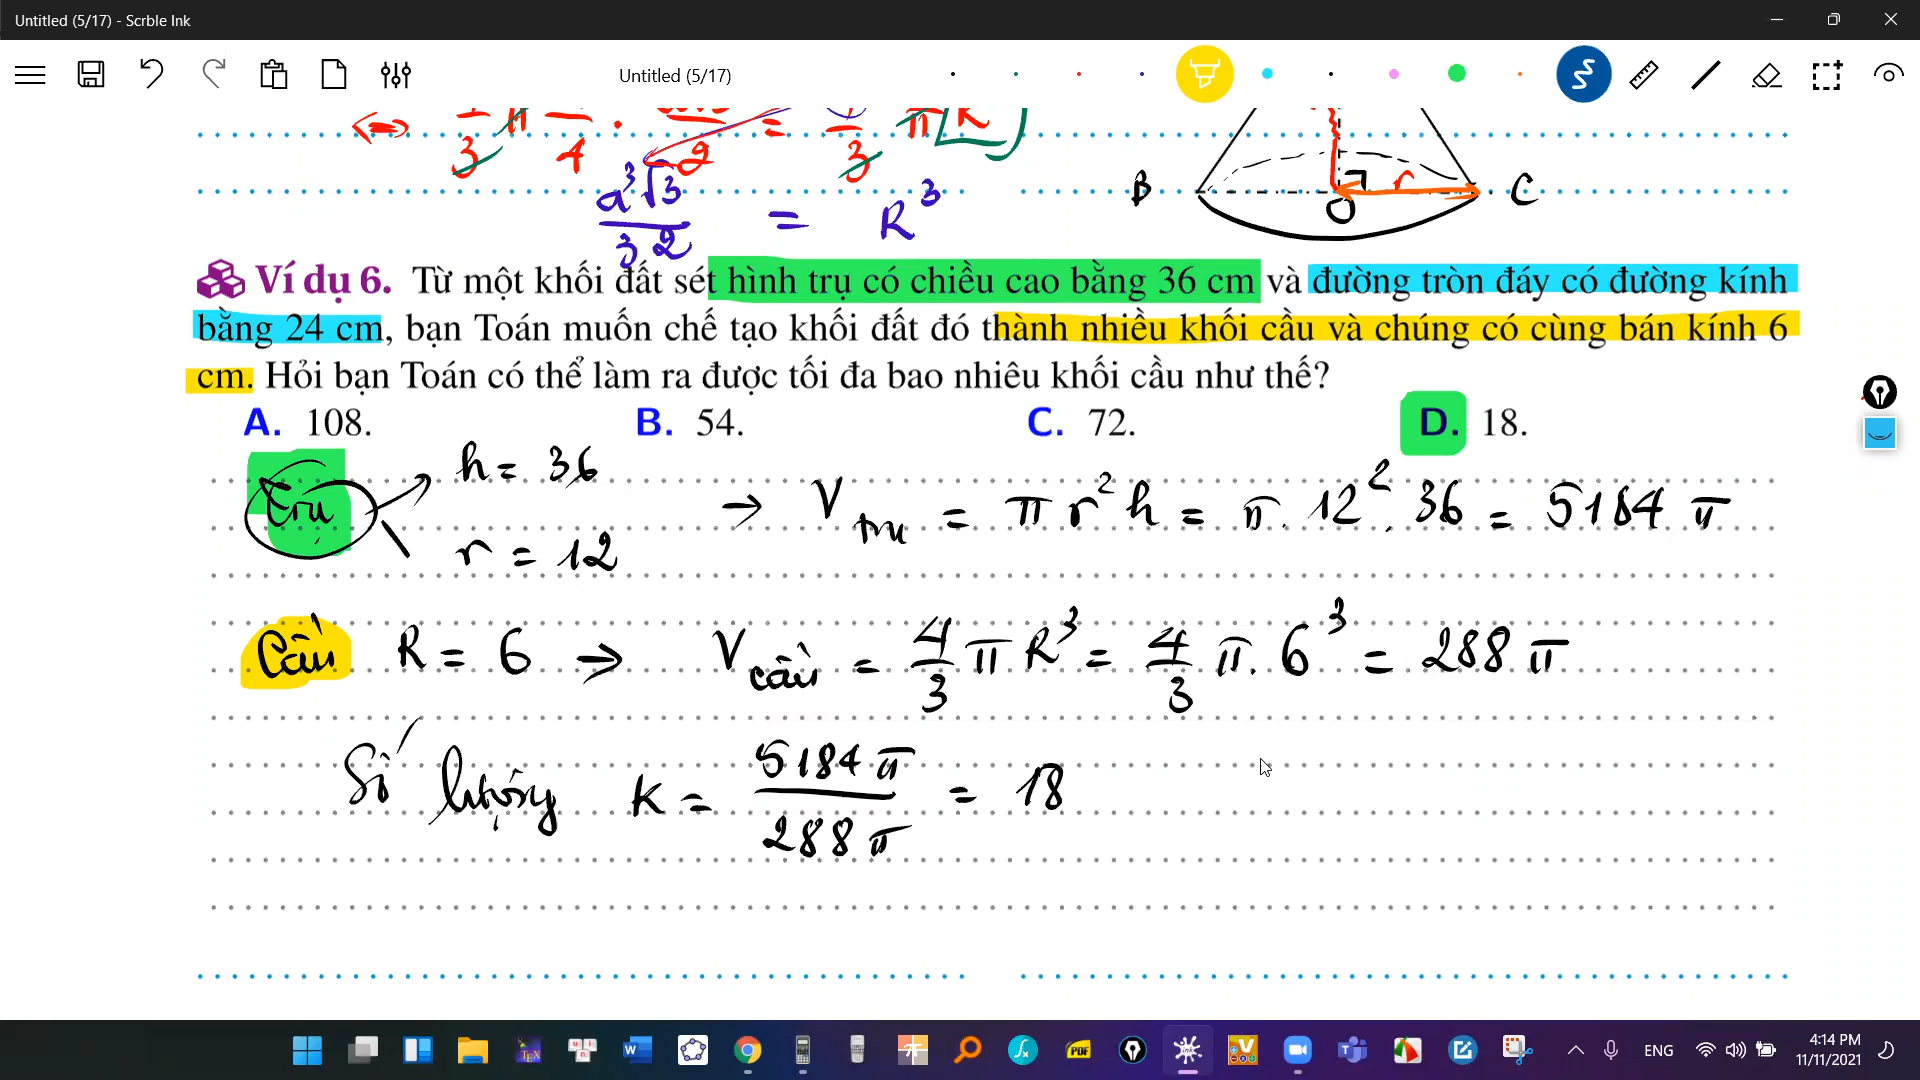 Untitled (5/17) - Scrble Ink
Untitled (5/17)
a³√3 / 32 = R³
B O r C
Ví dụ 6. Từ một khối đất sét hình trụ có chiều cao bằng 36 cm và đường tròn đáy có đường kính
bằng 24 cm, bạn Toán muốn chế tạo khối đất đó thành nhiều khối cầu và chúng có cùng bán kính 6
cm. Hỏi bạn Toán có thể làm ra được tối đa bao nhiêu khối cầu như thế?
A. 108. B. 54. C. 72. D. 18.
h = 36
Trụ → V trụ = π r² h = π . 12² . 36 = 5184 π
r = 12
Cầu R = 6 → V cầu = 4/3 π R³ = 4/3 π . 6³ = 288 π
Số lượng K = 5184 π / 288 π = 18
ENG
4:14 PM
11/11/2021